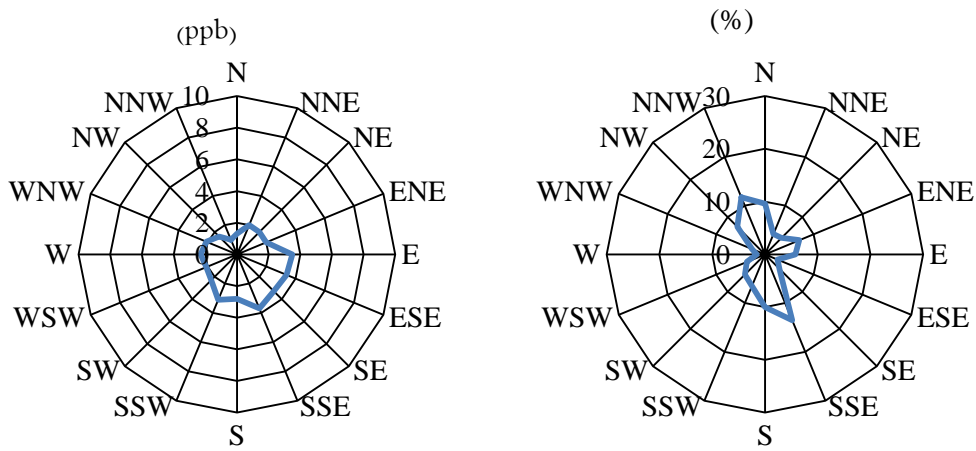 (ppb)
N
NNE
NE
ENE
E
ESE
SE
SSE
S
SSW
SW
WSW
W
WNW
NW
NNW
10
8
6
4
2
0
(%)
N
NNE
NE
ENE
E
ESE
SE
SSE
S
SSW
SW
WSW
W
WNW
NW
NNW
30
20
10
0